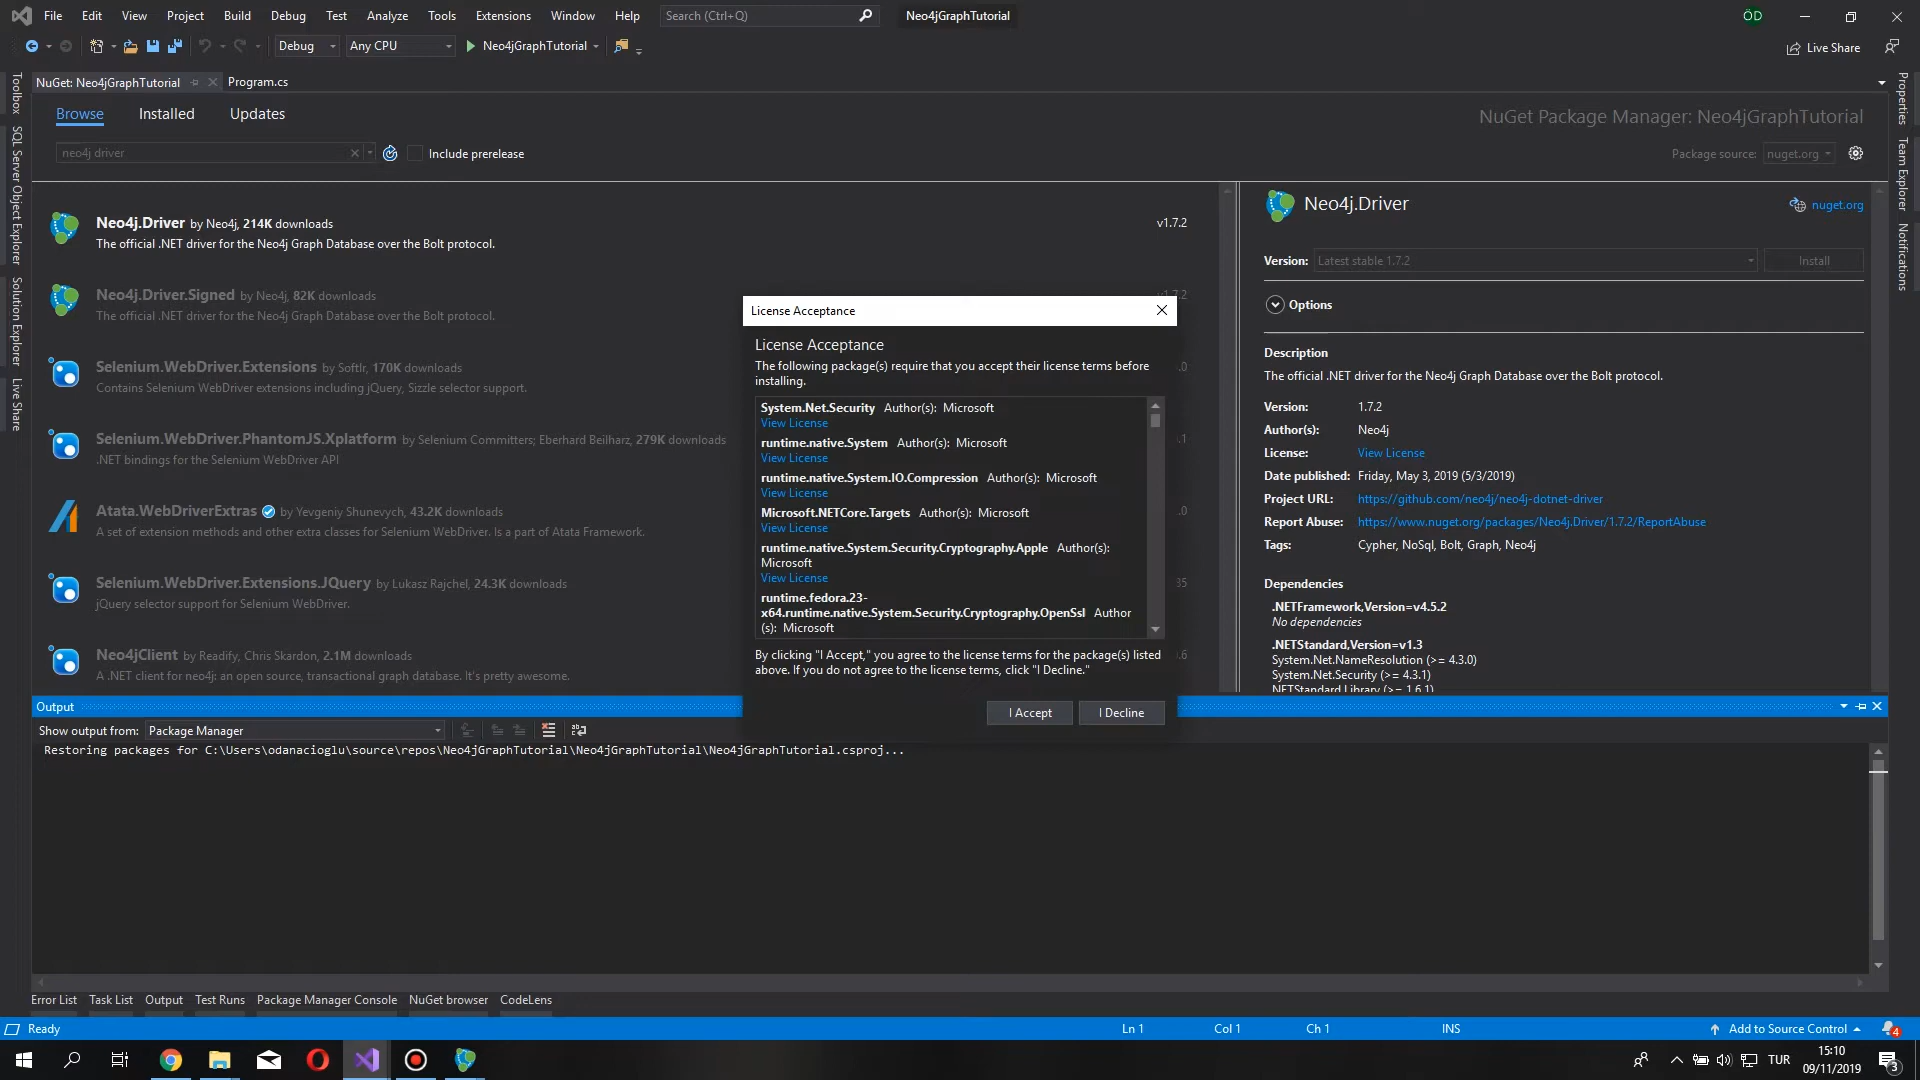 File Edit View Project Build Debug Test Analyze Tools Extensions Window Help Search (Ctrl+Q) Neo4jGraphTutorial ÖD
Debug Any CPU Neo4jGraphTutorial Live Share
NuGet: Neo4jGraphTutorial Program.cs
Toolbox
SQL Server Object Explorer
Solution Explorer
Live Share
Properties
Team Explorer
Notifications
Browse Installed Updates
NuGet Package Manager: Neo4jGraphTutorial
neo4j driver
Include prerelease
Package source: nuget.org
Neo4j.Driver by Neo4j, 214K downloads
v1.7.2
The official .NET driver for the Neo4j Graph Database over the Bolt protocol.
Neo4j.Driver.Signed by Neo4j, 82K downloads
The official .NET driver for the Neo4j Graph Database over the Bolt protocol.
Selenium.WebDriver.Extensions by Softlr, 170K downloads
Contains Selenium WebDriver extensions including jQuery, Sizzle selector support.
Selenium.WebDriver.PhantomJS.Xplatform by Selenium Committers; Eberhard Beilharz, 279K downloads
.NET bindings for the Selenium WebDriver API
Atata.WebDriverExtras by Yevgeniy Shunevych, 43.2K downloads
A set of extension methods and other extra classes for Selenium WebDriver. Is a part of Atata Framework.
Selenium.WebDriver.Extensions.JQuery by Lukasz Rajchel, 24.3K downloads
jQuery selector support for Selenium WebDriver.
Neo4jClient by Readify, Chris Skardon, 2.1M downloads
A .NET client for neo4j: an open source, transactional graph database. It's pretty awesome.
License Acceptance
License Acceptance
The following package(s) require that you accept their license terms before
installing.
System.Net.Security Author(s): Microsoft
View License
runtime.native.System Author(s): Microsoft
View License
runtime.native.System.IO.Compression Author(s): Microsoft
View License
Microsoft.NETCore.Targets Author(s): Microsoft
View License
runtime.native.System.Security.Cryptography.Apple Author(s):
Microsoft
View License
runtime.fedora.23-
x64.runtime.native.System.Security.Cryptography.OpenSsl Author
(s): Microsoft
By clicking "I Accept," you agree to the license terms for the package(s) listed
above. If you do not agree to the license terms, click "I Decline."
I Accept I Decline
Neo4j.Driver
nuget.org
Version: Latest stable 1.7.2 Install
Options
Description
The official .NET driver for the Neo4j Graph Database over the Bolt protocol.
Version: 1.7.2
Author(s): Neo4j
License: View License
Date published: Friday, May 3, 2019 (5/3/2019)
Project URL: https://github.com/neo4j/neo4j-dotnet-driver
Report Abuse: https://www.nuget.org/packages/Neo4j.Driver/1.7.2/ReportAbuse
Tags: Cypher, NoSql, Bolt, Graph, Neo4j
Dependencies
.NETFramework,Version=v4.5.2
No dependencies
.NETStandard,Version=v1.3
System.Net.NameResolution (>= 4.3.0)
System.Net.Security (>= 4.3.1)
NETStandard.Library (>= 1.6.1)
Output
Show output from: Package Manager
Restoring packages for C:\Users\odanacioglu\source\repos\Neo4jGraphTutorial\Neo4jGraphTutorial\Neo4jGraphTutorial.csproj...
Error List Task List Output Test Runs Package Manager Console NuGet browser CodeLens
Ready Ln 1 Col 1 Ch 1 INS Add to Source Control 4
TUR
15:10
09/11/2019
3